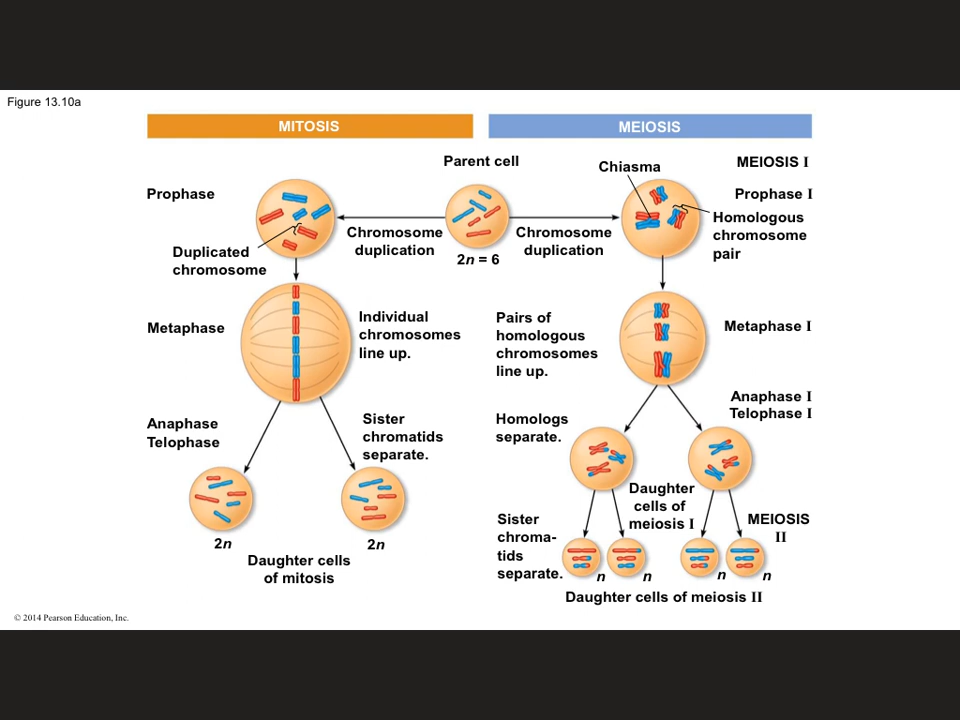 Figure 13.10a
MITOSIS
MEIOSIS
Parent cell
Chiasma
MEIOSIS I
Prophase
Prophase I
Homologous
chromosome
pair
Chromosome
duplication
Chromosome
duplication
2n = 6
Duplicated
chromosome
Metaphase
Individual
chromosomes
line up.
Pairs of
homologous
chromosomes
line up.
Metaphase I
Anaphase
Telophase
Sister
chromatids
separate.
Homologs
separate.
Anaphase I
Telophase I
Daughter
cells of
meiosis I
2n
2n
Daughter cells
of mitosis
Sister
chroma-
tids
separate.
MEIOSIS
II
n
n
n
n
Daughter cells of meiosis II
© 2014 Pearson Education, Inc.